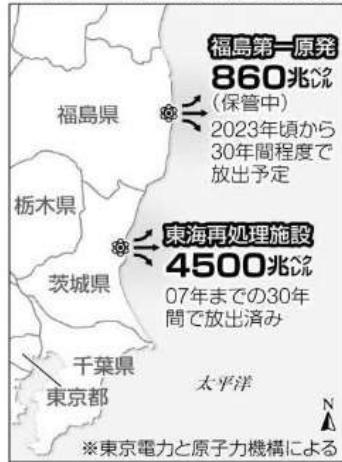 福島第一原発
860兆ベクレル
(保管中)
2023年頃から
30年間程度で
放出予定
福島県
栃木県
東海再処理施設
4500兆ベクレル
07年までの30年
間で放出済み
茨城県
千葉県
東京都
太平洋
N
※東京電力と原子力機構による